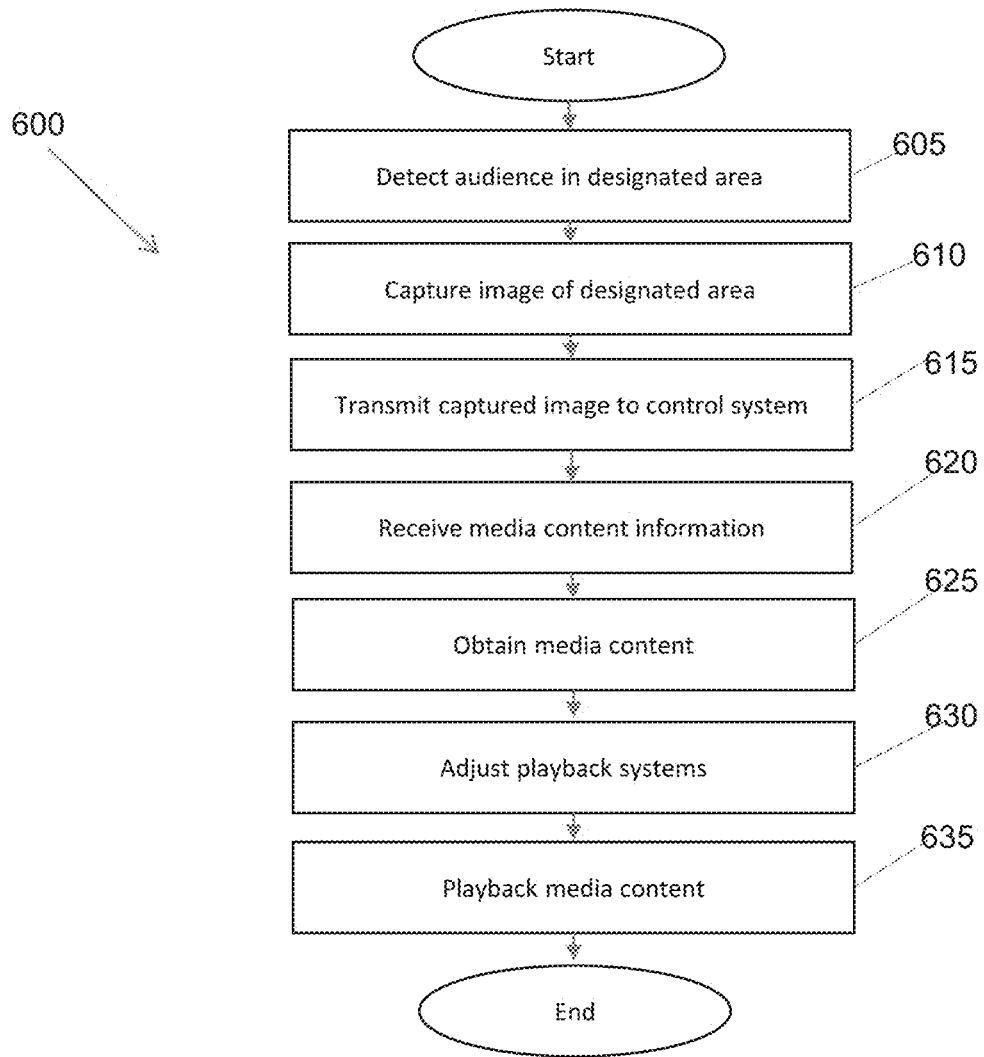 Start
600
605
Detect audience in designated area
610
Capture image of designated area
615
Transmit captured image to control system
620
Receive media content information
625
Obtain media content
630
Adjust playback systems
635
Playback media content
End